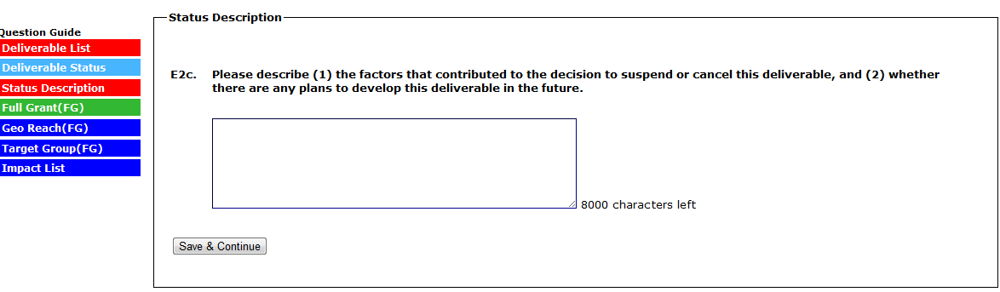 Question Guide
Deliverable List
Deliverable Status
Status Description
Full Grant(FG)
Geo Reach(FG)
Target Group(FG)
Impact List
Status Description
E2c. Please describe (1) the factors that contributed to the decision to suspend or cancel this deliverable, and (2) whether
there are any plans to develop this deliverable in the future.
8000 characters left
Save & Continue